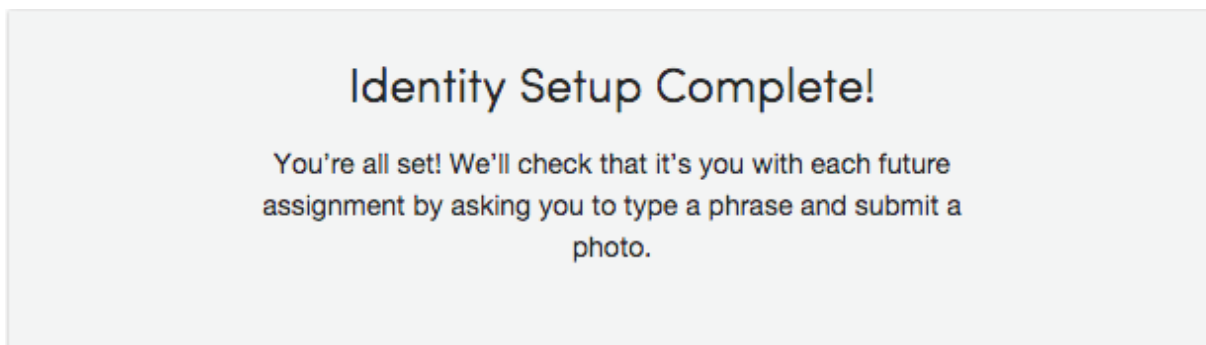 Identity Setup Complete!
You’re all set! We’ll check that it’s you with each future
assignment by asking you to type a phrase and submit a
photo.